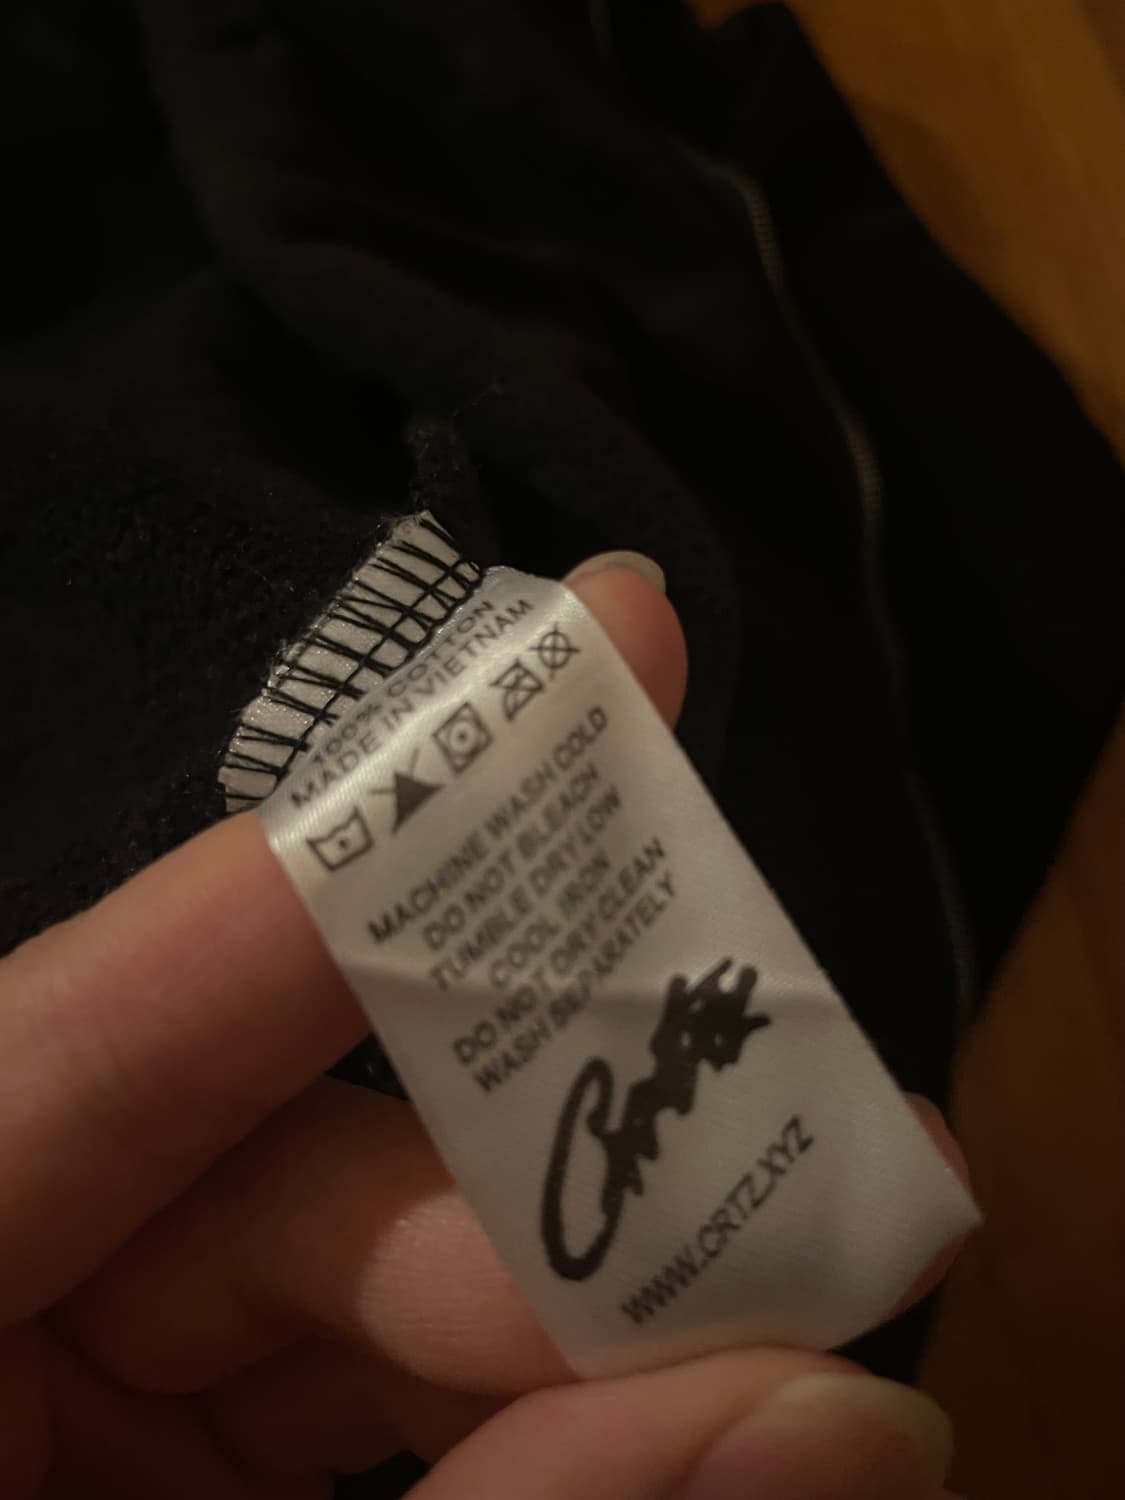 100% COTTON
MADE IN VIETNAM
MACHINE WASH COLD
DO NOT BLEACH
TUMBLE DRY LOW
COOL IRON
DO NOT DRY CLEAN
WASH SEPARATELY
Corteiz
WWW.CRTZ.XYZ